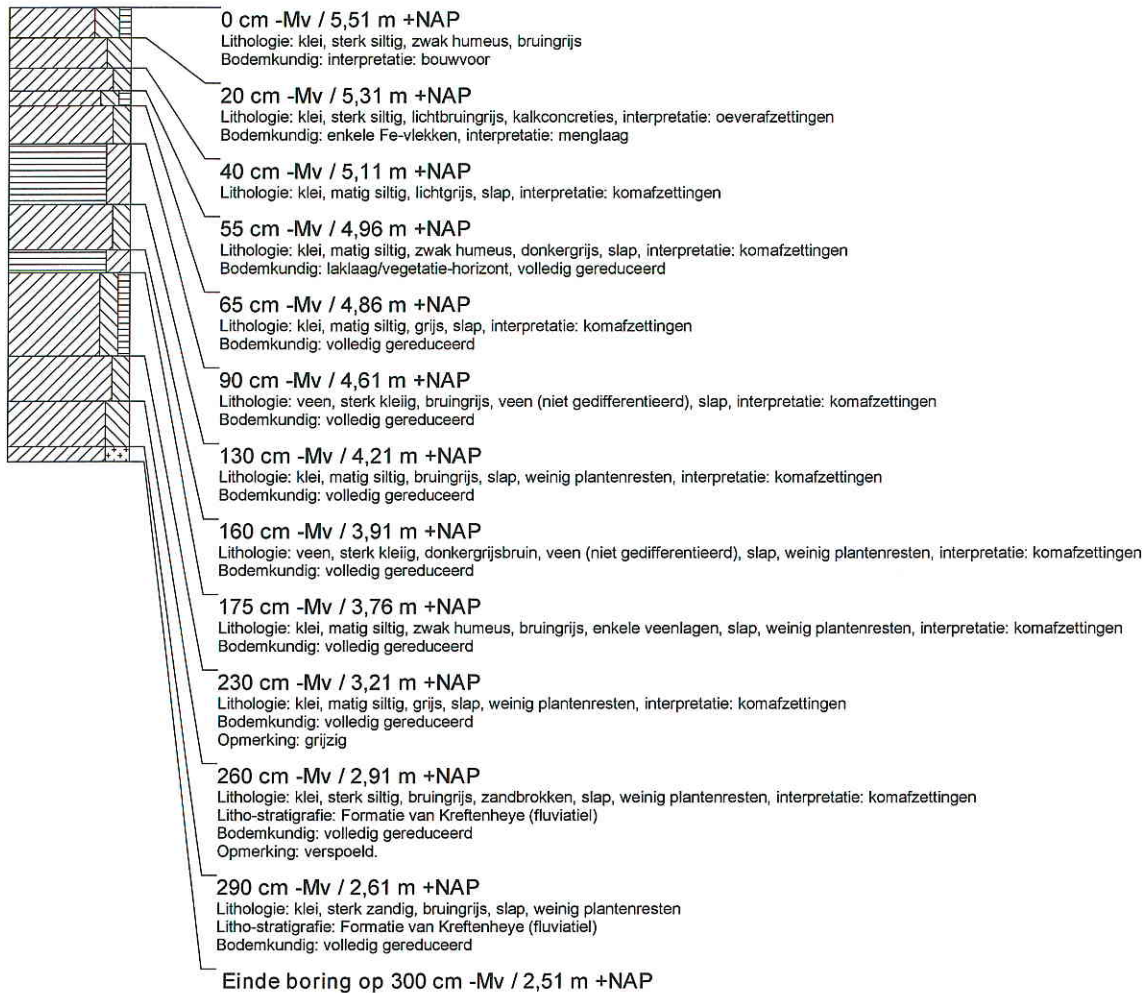 0 cm -Mv / 5,51 m +NAP
Lithologie: klei, sterk siltig, zwak humeus, bruingrijs
Bodemkundig: interpretatie: bouwvoor
20 cm -Mv / 5,31 m +NAP
Lithologie: klei, sterk siltig, lichtbruingrijs, kalkconcreties, interpretatie: oeverafzettingen
Bodemkundig: enkele Fe-vlekken, interpretatie: menglaag
40 cm -Mv / 5,11 m +NAP
Lithologie: klei, matig siltig, lichtgrijs, slap, interpretatie: komafzettingen
55 cm -Mv / 4,96 m +NAP
Lithologie: klei, matig siltig, zwak humeus, donkergrijs, slap, interpretatie: komafzettingen
Bodemkundig: laklaag/vegetatie-horizont, volledig gereduceerd
65 cm -Mv / 4,86 m +NAP
Lithologie: klei, matig siltig, grijs, slap, interpretatie: komafzettingen
Bodemkundig: volledig gereduceerd
90 cm -Mv / 4,61 m +NAP
Lithologie: veen, sterk kleiig, bruingrijs, veen (niet gedifferentieerd), slap, interpretatie: komafzettingen
Bodemkundig: volledig gereduceerd
130 cm -Mv / 4,21 m +NAP
Lithologie: klei, matig siltig, bruingrijs, slap, weinig plantenresten, interpretatie: komafzettingen
Bodemkundig: volledig gereduceerd
160 cm -Mv / 3,91 m +NAP
Lithologie: veen, sterk kleiig, donkergrijsbruin, veen (niet gedifferentieerd), slap, weinig plantenresten, interpretatie: komafzettingen
Bodemkundig: volledig gereduceerd
175 cm -Mv / 3,76 m +NAP
Lithologie: klei, matig siltig, zwak humeus, bruingrijs, enkele veenlagen, slap, weinig plantenresten, interpretatie: komafzettingen
Bodemkundig: volledig gereduceerd
230 cm -Mv / 3,21 m +NAP
Lithologie: klei, matig siltig, grijs, slap, weinig plantenresten, interpretatie: komafzettingen
Bodemkundig: volledig gereduceerd
Opmerking: grijzig
260 cm -Mv / 2,91 m +NAP
Lithologie: klei, sterk siltig, bruingrijs, zandbrokken, slap, weinig plantenresten, interpretatie: komafzettingen
Litho-stratigrafie: Formatie van Kreftenheye (fluviatiel)
Bodemkundig: volledig gereduceerd
Opmerking: verspoeld.
290 cm -Mv / 2,61 m +NAP
Lithologie: klei, sterk zandig, bruingrijs, slap, weinig plantenresten
Litho-stratigrafie: Formatie van Kreftenheye (fluviatiel)
Bodemkundig: volledig gereduceerd
Einde boring op 300 cm -Mv / 2,51 m +NAP